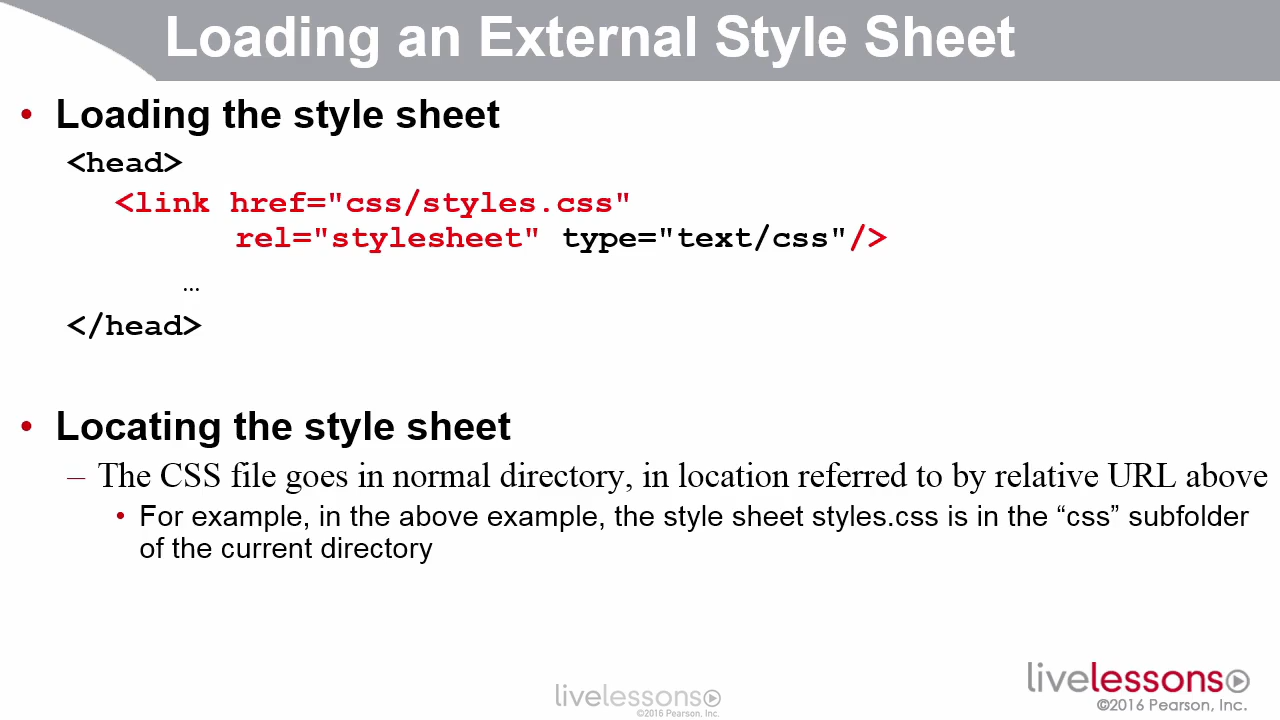 Loading an External Style Sheet
• Loading the style sheet
<head>
<link href="css/styles.css"
rel="stylesheet" type="text/css"/>
…
</head>
• Locating the style sheet
– The CSS file goes in normal directory, in location referred to by relative URL above
• For example, in the above example, the style sheet styles.css is in the “css” subfolder
of the current directory
livelessons
©2016 Pearson, Inc.
livelessons
©2016 Pearson, Inc.